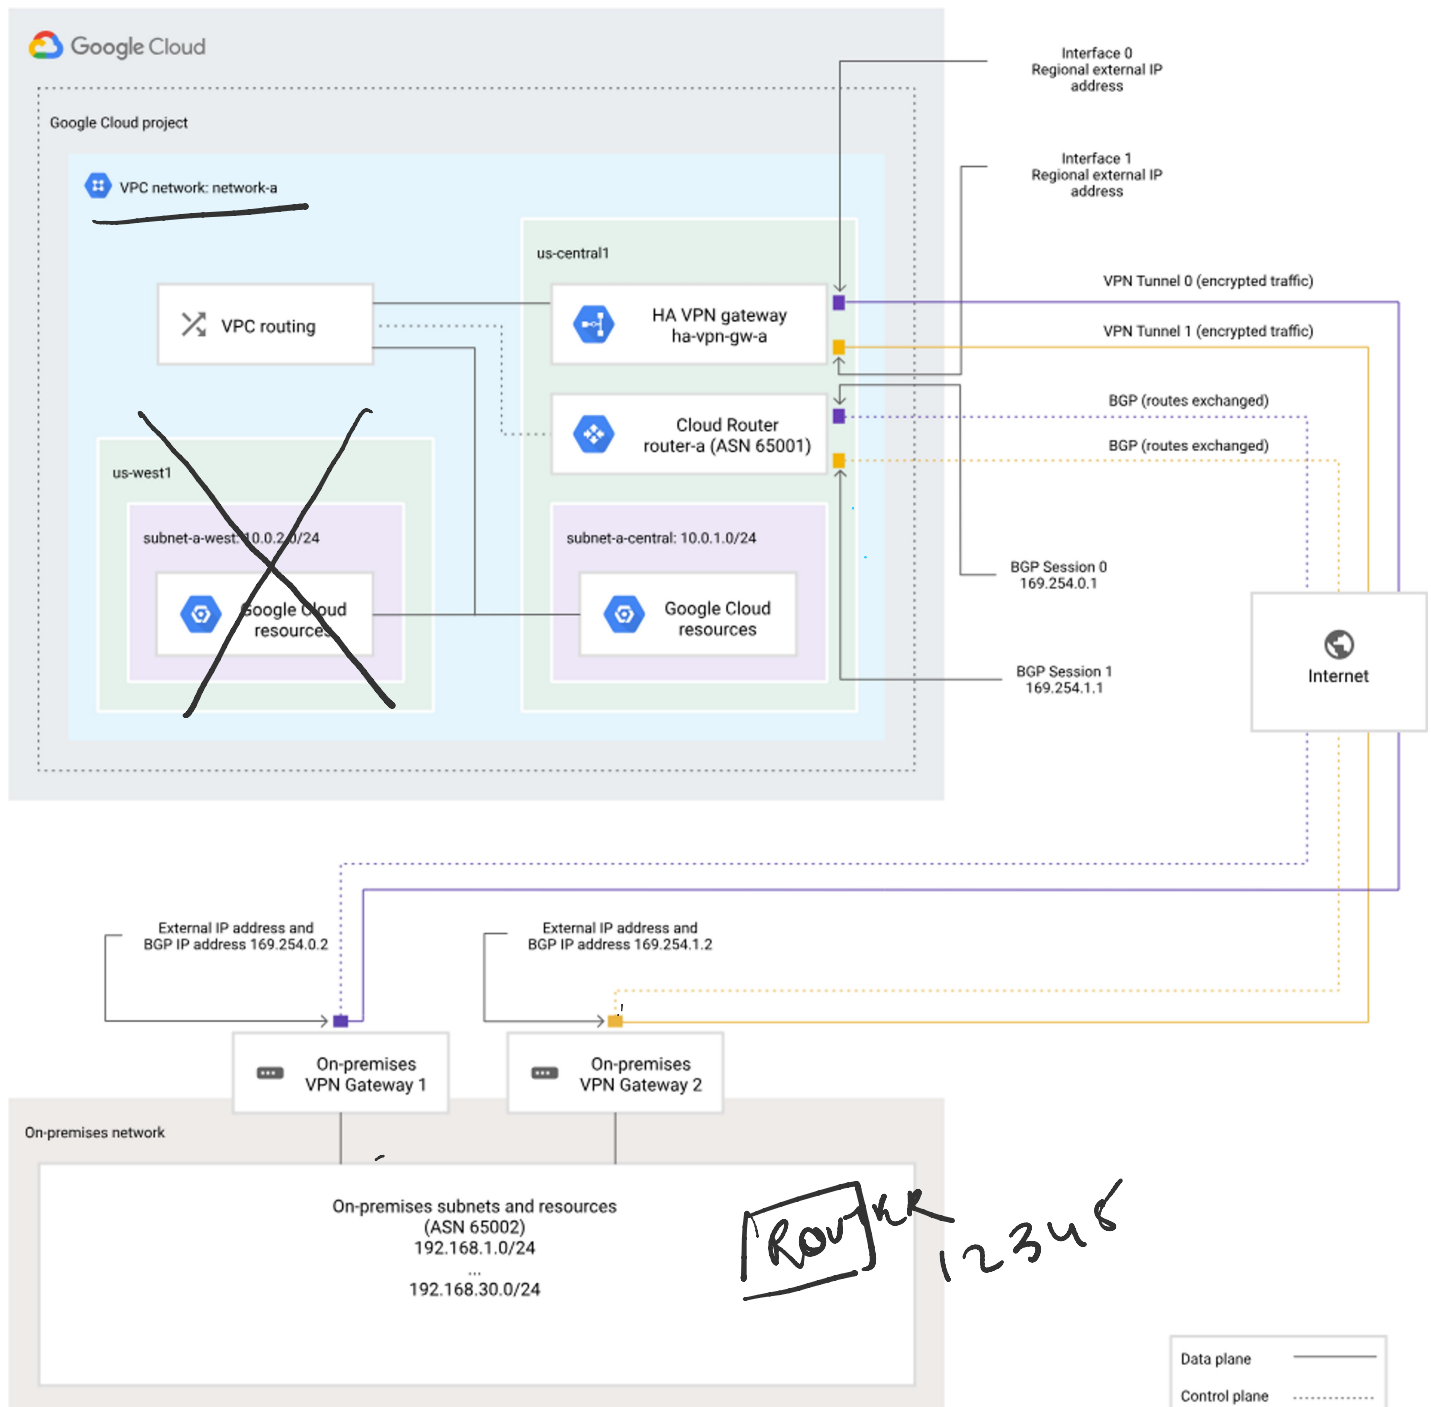 Google Cloud
Google Cloud project
VPC network: network-a
Interface 0
Regional external IP
address
Interface 1
Regional external IP
address
us-central1
VPC routing
HA VPN gateway
ha-vpn-gw-a
VPN Tunnel 0 (encrypted traffic)
VPN Tunnel 1 (encrypted traffic)
Cloud Router
router-a (ASN 65001)
BGP (routes exchanged)
BGP (routes exchanged)
us-west1
subnet-a-west: 10.0.2.0/24
Google Cloud
resources
subnet-a-central: 10.0.1.0/24
Google Cloud
resources
BGP Session 0
169.254.0.1
BGP Session 1
169.254.1.1
Internet
External IP address and
BGP IP address 169.254.0.2
External IP address and
BGP IP address 169.254.1.2
On-premises
VPN Gateway 1
On-premises
VPN Gateway 2
On-premises network
On-premises subnets and resources
(ASN 65002)
192.168.1.0/24
...
192.168.30.0/24
12345
Data plane
Control plane